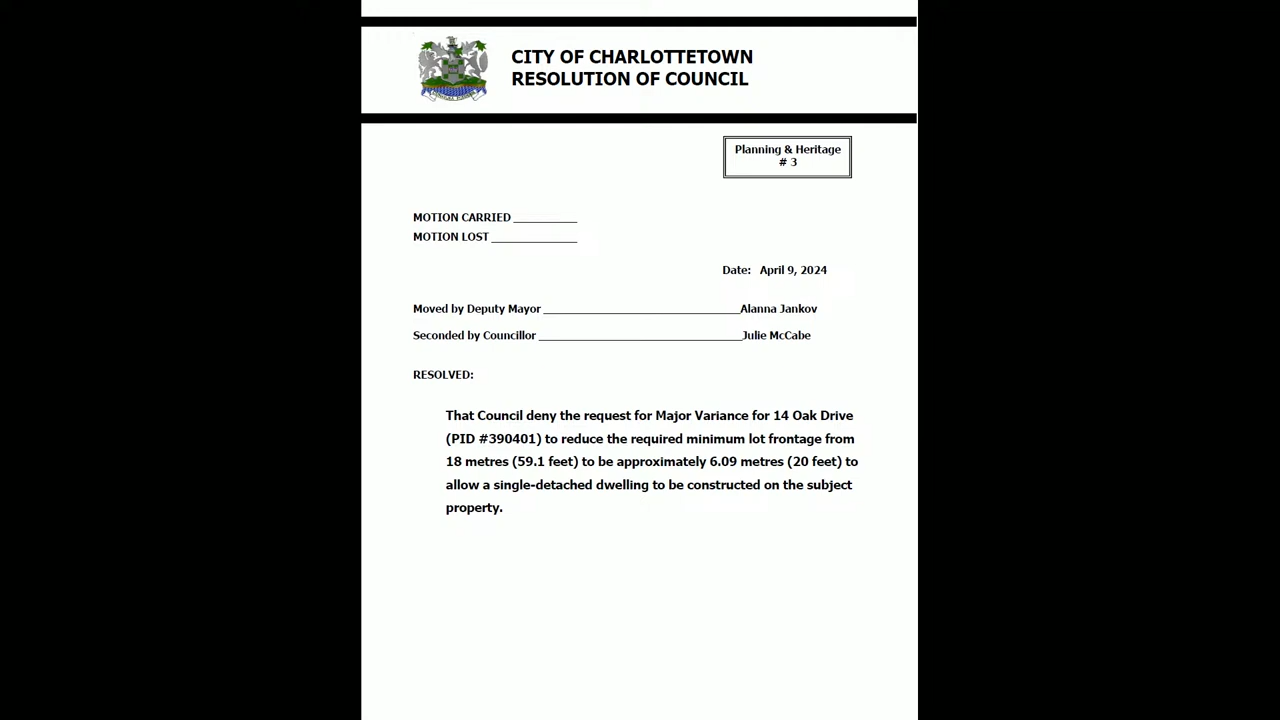 CITY OF CHARLOTTETOWN
RESOLUTION OF COUNCIL
Planning & Heritage
# 3
MOTION CARRIED __________
MOTION LOST ______________
Date: April 9, 2024
Moved by Deputy Mayor ________________________________Alanna Jankov
Seconded by Councillor _________________________________Julie McCabe
RESOLVED:
That Council deny the request for Major Variance for 14 Oak Drive
(PID #390401) to reduce the required minimum lot frontage from
18 metres (59.1 feet) to be approximately 6.09 metres (20 feet) to
allow a single-detached dwelling to be constructed on the subject
property.